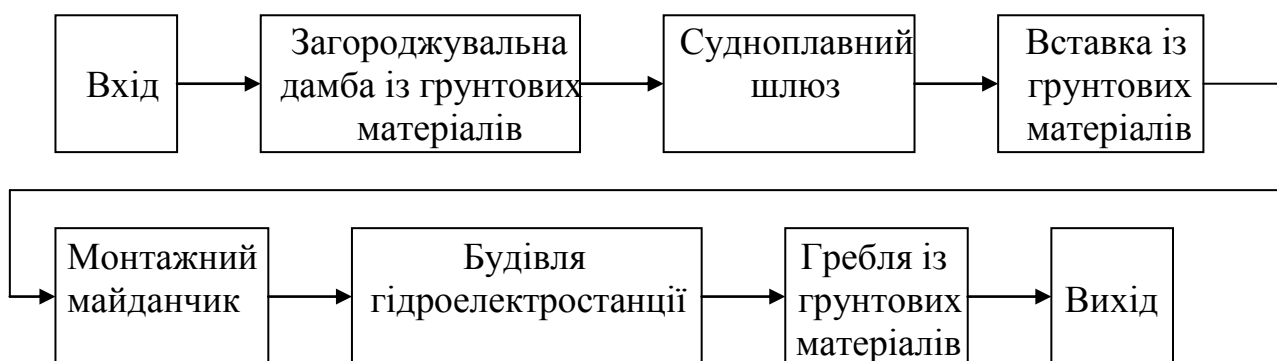 Вхід
Загороджувальна
дамба із грунтових
матеріалів
Судноплавний
шлюз
Вставка із
грунтових
матеріалів
Монтажний
майданчик
Будівля
гідроелектростанції
Гребля із
грунтових
матеріалів
Вихід